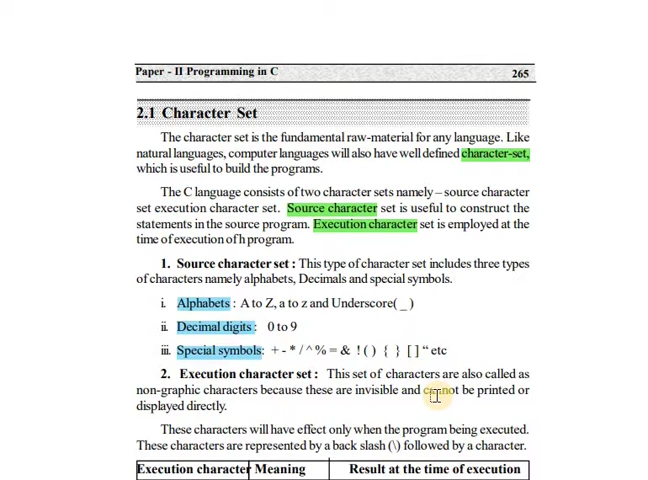 Paper - II Programming in C 265
2.1 Character Set
The character set is the fundamental raw-material for any language. Like
natural languages, computer languages will also have well defined character-set,
which is useful to build the programs.
The C language consists of two character sets namely – source character
set execution character set. Source character set is useful to construct the
statements in the source program. Execution character set is employed at the
time of execution of h program.
1. Source character set : This type of character set includes three types
of characters namely alphabets, Decimals and special symbols.
i. Alphabets : A to Z, a to z and Underscore( _ )
ii. Decimal digits : 0 to 9
iii. Special symbols: + - * / ^ % = & ! ( ) { } [ ] “ etc
2. Execution character set : This set of characters are also called as
non-graphic characters because these are invisible and cannot be printed or
displayed directly.
These characters will have effect only when the program being executed.
These characters are represented by a back slash (\) followed by a character.
Execution character Meaning Result at the time of execution